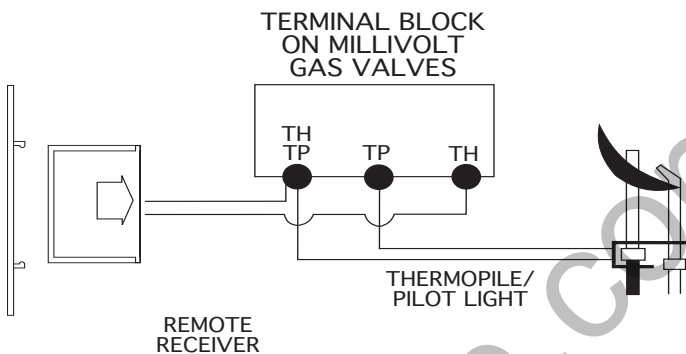 TERMINAL BLOCK
ON MILLIVOLT
GAS VALVES
TH
TP
TP
TH
THERMOPILE/
PILOT LIGHT
REMOTE
RECEIVER